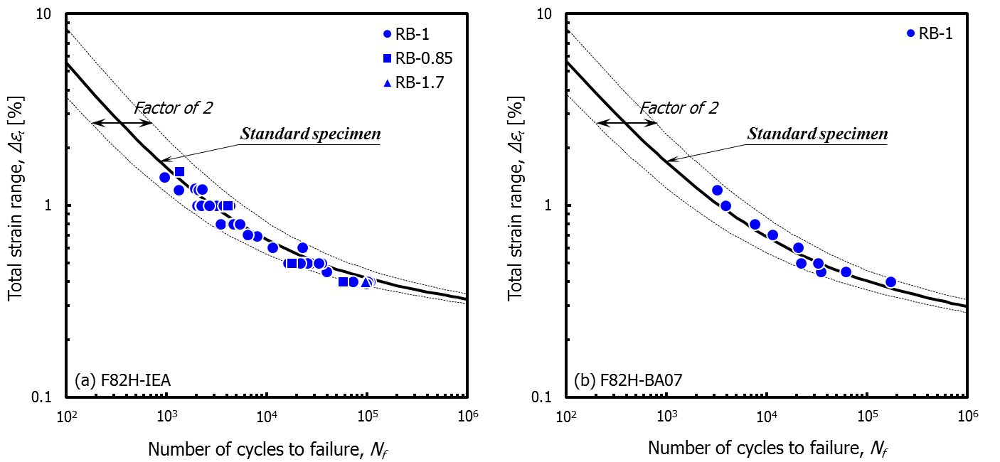 10
1
0.1
Total strain range, Δεt [%]
RB-1
RB-0.85
RB-1.7
Factor of 2
Standard specimen
(a) F82H-IEA
10² 10³ 10⁴ 10⁵ 10⁶
Number of cycles to failure, Nf
10
1
0.1
Total strain range, Δεt [%]
RB-1
Factor of 2
Standard specimen
(b) F82H-BA07
10² 10³ 10⁴ 10⁵ 10⁶
Number of cycles to failure, Nf